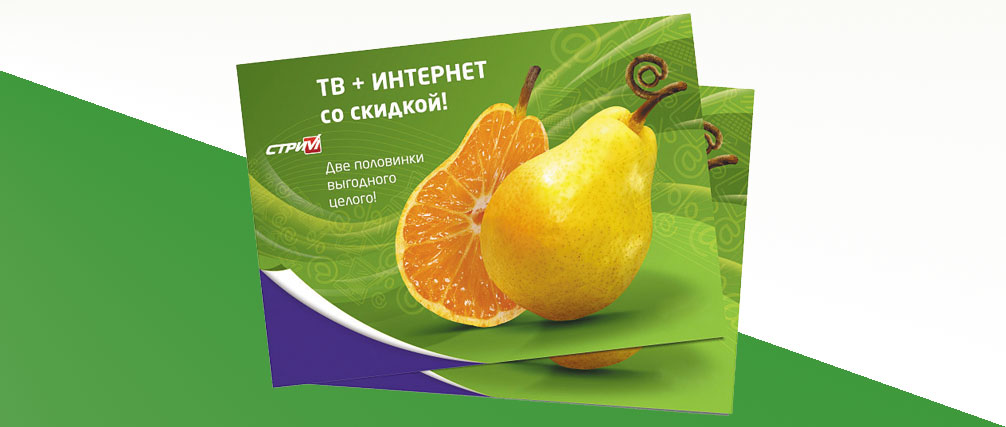 ТВ + ИНТЕРНЕТ
со скидкой!
СТРИМ
Две половинки
выгодного
целого!